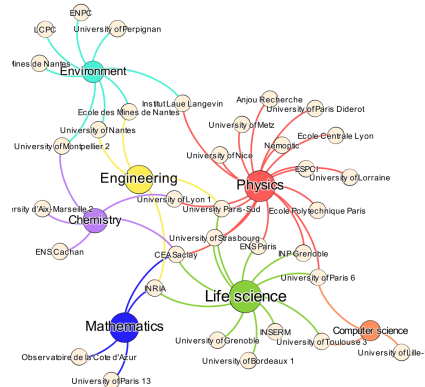 ENPC
LCPC
University of Perpignan
Mines de Nantes
Environment
Institut Laue Langevin
Anjou Recherche
University of Paris Diderot
Ecole des Mines de Nantes
University of Metz
Ecole Centrale Lyon
University of Nantes
Nemoptic
University of Montpellier 2
University of Nice
ESPCI
University of Lorraine
Engineering
Physics
University of Lyon 1
University Paris-Sud
Ecole Polytechnique Paris
d'Aix-Marseille 2
Chemistry
University of Strasbourg
ENS Paris
INP Grenoble
ENS Cachan
CEA Saclay
University of Paris 6
INRIA
Life science
Mathematics
INSERM
Computer science
University of Grenoble
University of Toulouse 3
Observatoire de la Cote d'Azur
University of Bordeaux 1
University of Lille-
University of Paris 13